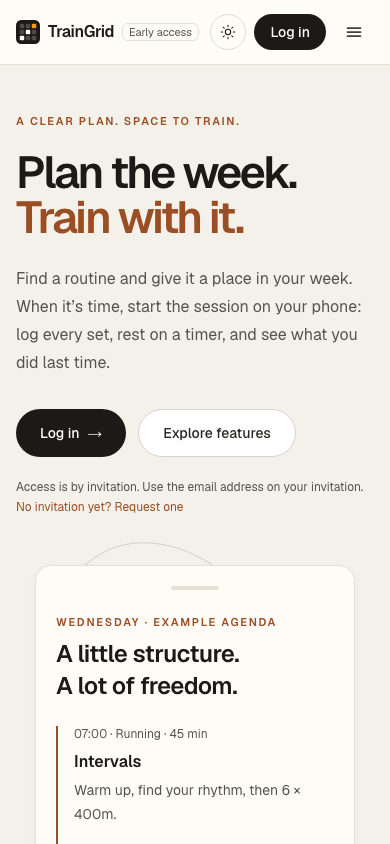 TrainGrid
Early access
Log in
A CLEAR PLAN. SPACE TO TRAIN.
Plan the week.
Train with it.
Find a routine and give it a place in your week.
When it’s time, start the session on your phone:
log every set, rest on a timer, and see what you
did last time.
Log in →
Explore features
Access is by invitation. Use the email address on your invitation.
No invitation yet? Request one
WEDNESDAY · EXAMPLE AGENDA
A little structure.
A lot of freedom.
07:00 · Running · 45 min
Intervals
Warm up, find your rhythm, then 6 ×
400m.